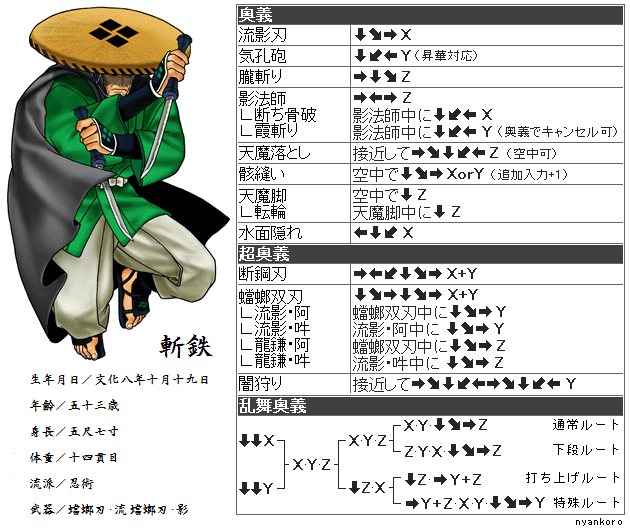 斬鉄
生年月日／文化八年十月十九日
年齢／五十三歳
身長／五尺七寸
体重／十四貫目
流派／忍術
武器／蟷螂刃・流 蟷螂刃・影
奥義
流影刃 ⬇⬊➡ X
気孔砲 ⬇⬋⬅ Y（昇華対応）
朧斬り ➡⬇⬊ Z
影法師 ➡⬅➡ Z
∟断ち骨破 影法師中に⬇⬋⬅ X
∟霞斬り 影法師中に⬇⬋⬅ Y（奥義でキャンセル可）
天魔落とし 接近して➡⬊⬇⬋⬅ Z（空中可）
骸縫い 空中で⬇⬊➡ XorY（追加入力+1）
天魔脚 空中で⬇ Z
∟転輪 天魔脚中に⬇ Z
水面隠れ ⬅⬇⬋ X
超奥義
断鋼刃 ➡⬅⬋⬇⬊➡ X+Y
蟷螂双刃 ⬇⬊➡⬇⬊➡ X+Y
∟流影・阿 蟷螂双刃中に⬇⬊➡ Y
∟流影・吽 流影・阿中に⬇⬊➡ Y
∟龍鎌・阿 蟷螂双刃中に⬇⬊➡ Z
∟龍鎌・吽 流影・吽中に⬇⬊➡ Z
闇狩り 接近して➡⬊⬇⬋⬅➡⬊⬇⬋⬅ Y
乱舞奥義
⬇⬇X
⬇⬇Y
X・Y・Z
X・Y・Z
⬇Z・X
X・Y・⬇⬊➡Z 通常ルート
Z・Y・X・⬇⬊➡Z 下段ルート
⬇Z・➡Y+Z 打ち上げルート
➡Y+Z・X・Y・⬇⬊➡Y 特殊ルート
nyankoro